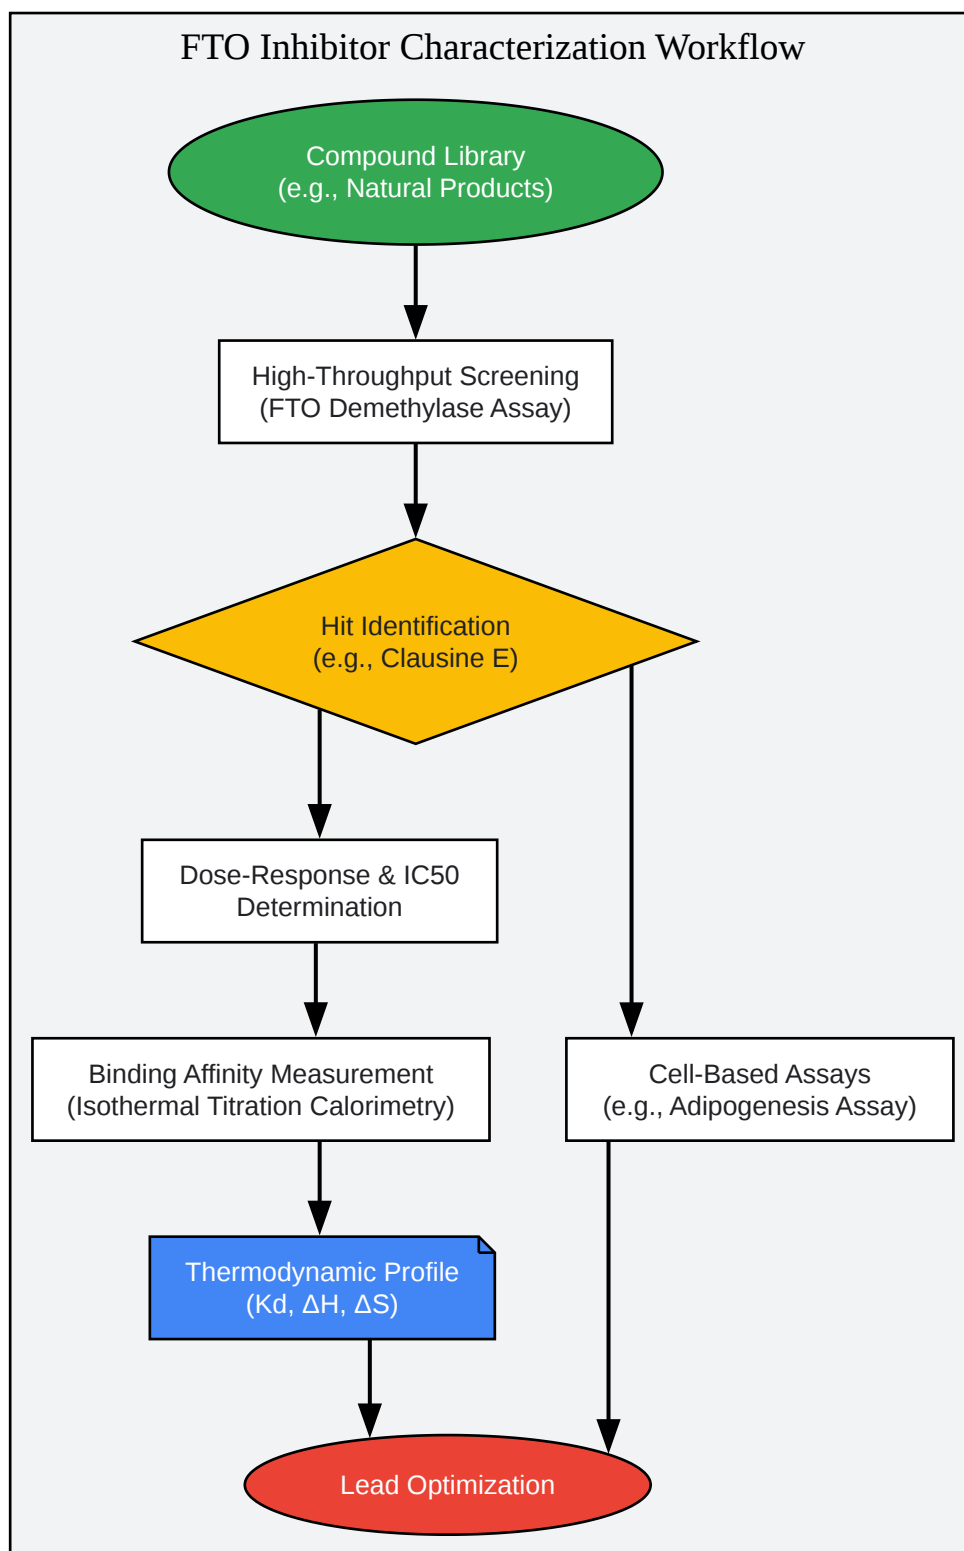 FTO Inhibitor Characterization Workflow
Compound Library
(e.g., Natural Products)
High-Throughput Screening
(FTO Demethylase Assay)
Hit Identification
(e.g., Clausine E)
Dose-Response & IC50
Determination
Binding Affinity Measurement
(Isothermal Titration Calorimetry)
Cell-Based Assays
(e.g., Adipogenesis Assay)
Thermodynamic Profile
(Kd, ΔH, ΔS)
Lead Optimization